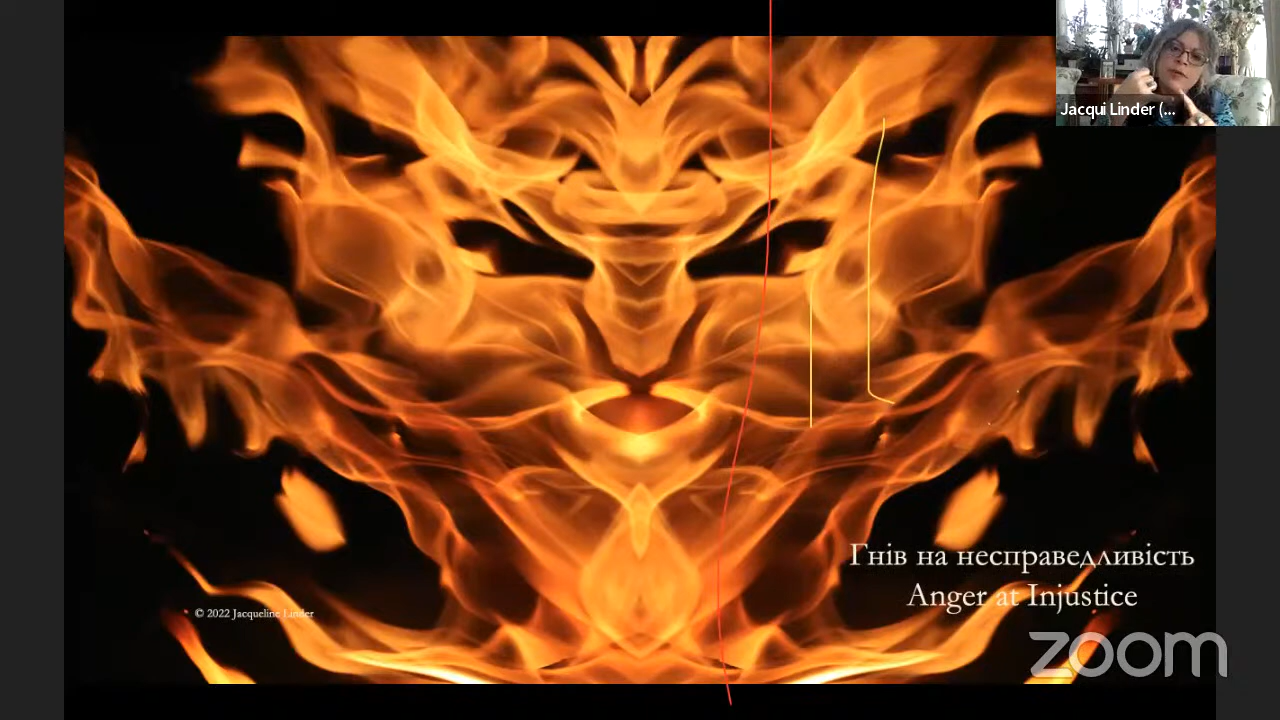 Jacqui Linder (...
Гнів на несправедливість
Anger at Injustice
© 2022 Jacqueline Linder
zoom